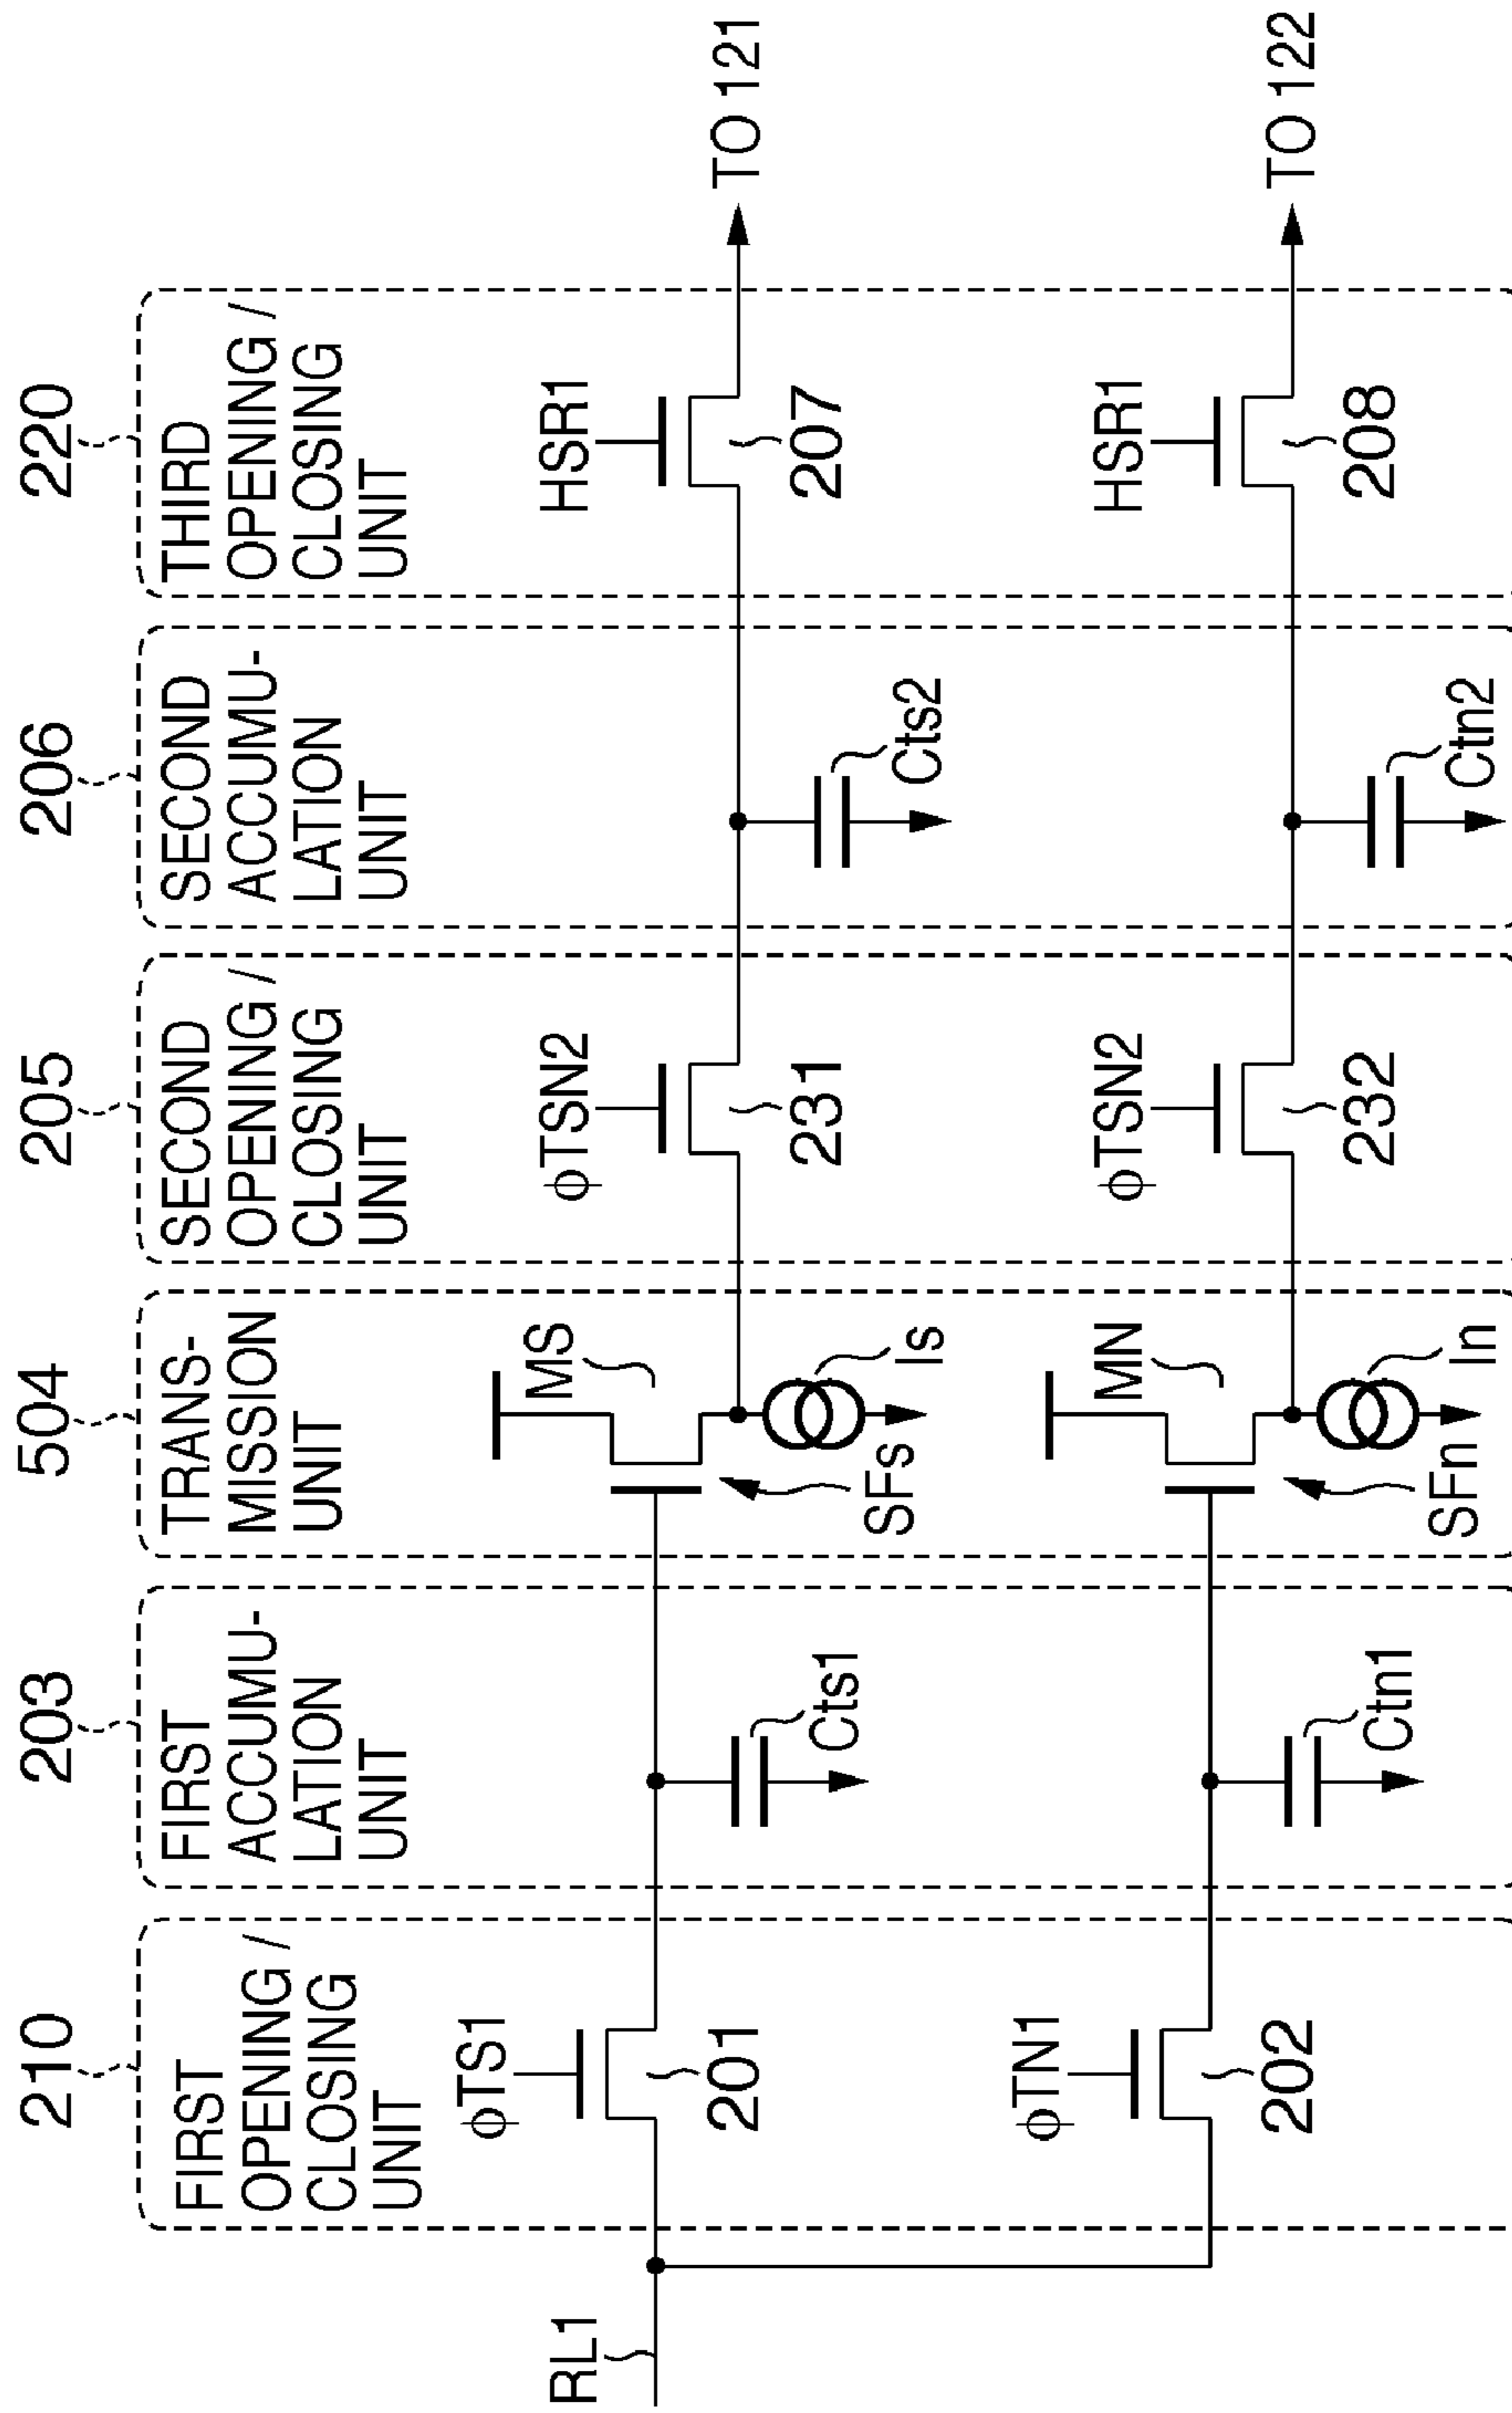 210
203
504
205
206
220
FIRST
OPENING /
CLOSING
UNIT
FIRST
ACCUMU-
LATION
UNIT
TRANS-
MISSION
UNIT
SECOND
OPENING /
CLOSING
UNIT
SECOND
ACCUMU-
LATION
UNIT
THIRD
OPENING /
CLOSING
UNIT
RL1
ϕTS1
201
Cts1
MS
Is
SFs
ϕTSN2
231
Cts2
HSR1
207
TO 121
ϕTN1
202
Ctn1
MN
In
SFn
ϕTSN2
232
Ctn2
HSR1
208
TO 122